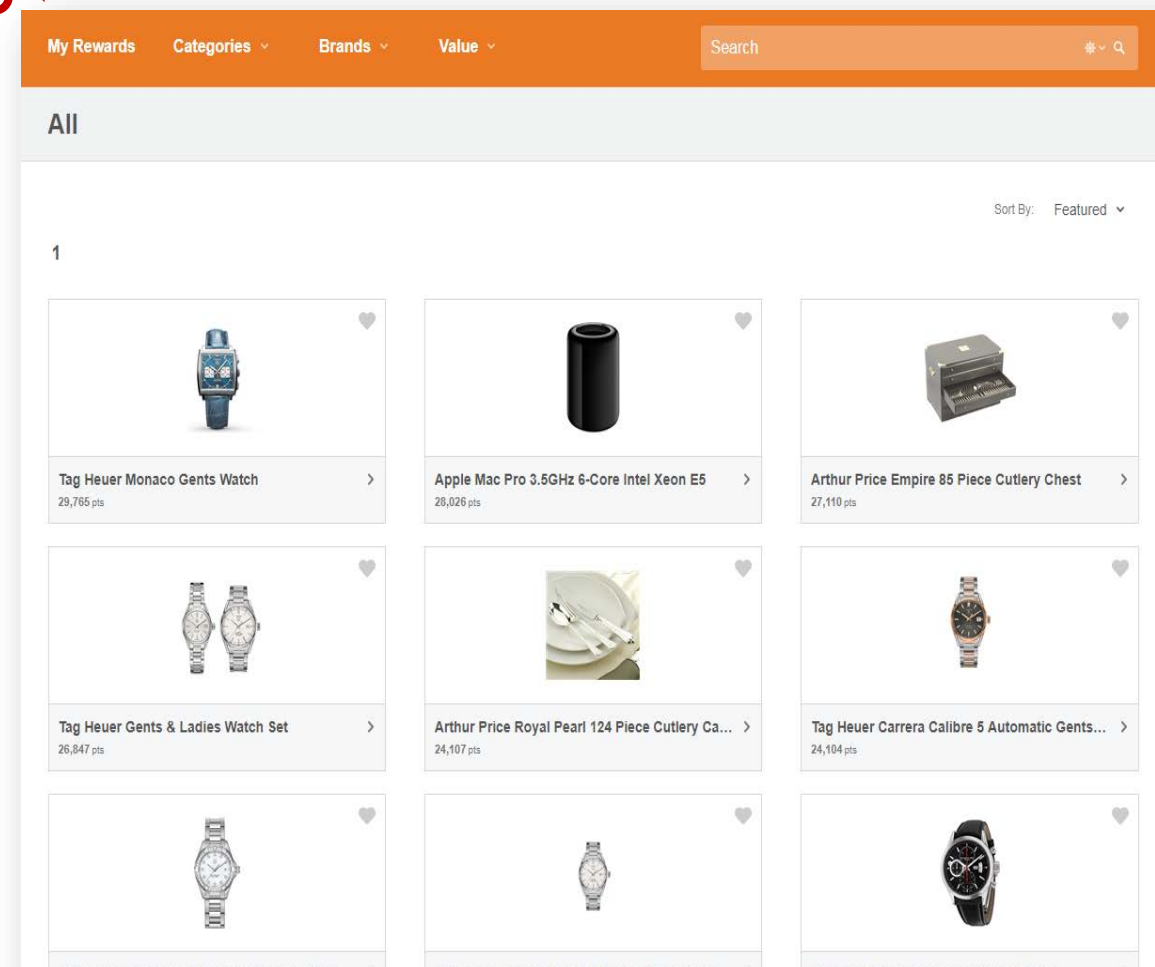 My Rewards Categories Brands Value Search
All
Sort By: Featured
1
Tag Heuer Monaco Gents Watch
29,765 pts
Apple Mac Pro 3.5GHz 6-Core Intel Xeon E5
28,026 pts
Arthur Price Empire 85 Piece Cutlery Chest
27,110 pts
Tag Heuer Gents & Ladies Watch Set
26,847 pts
Arthur Price Royal Pearl 124 Piece Cutlery Ca...
24,107 pts
Tag Heuer Carrera Calibre 5 Automatic Gents...
24,104 pts